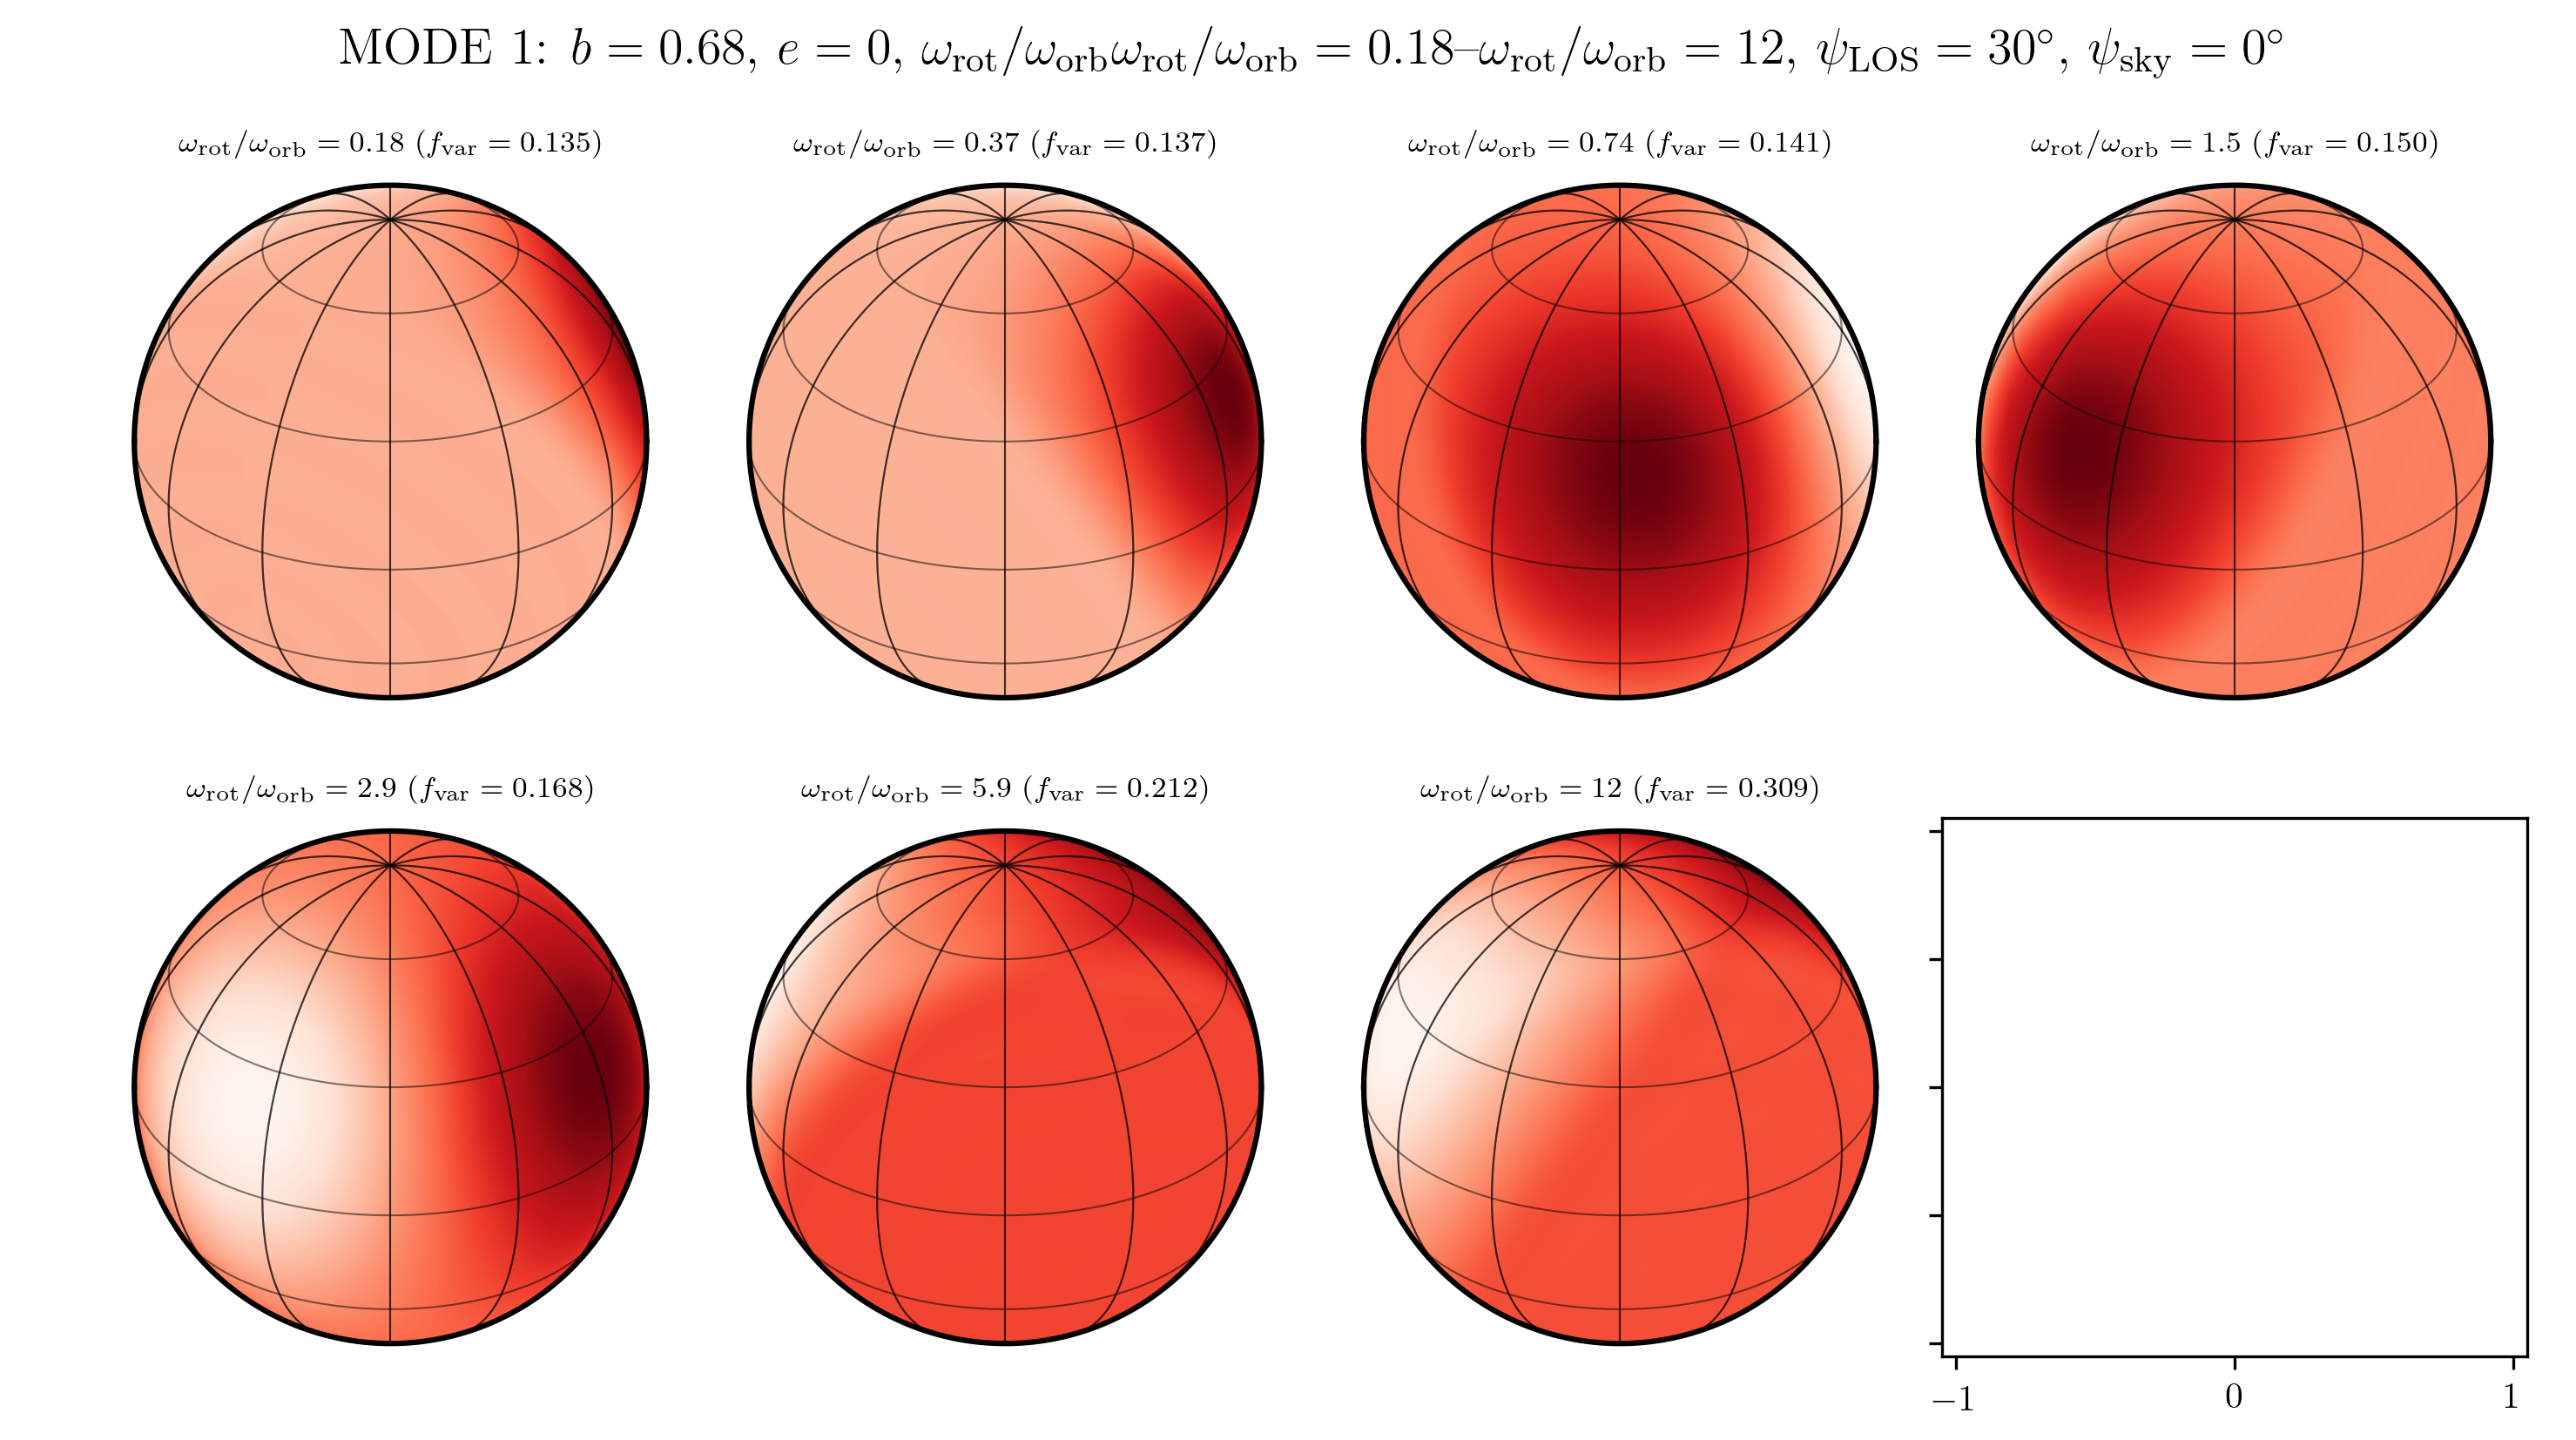 MODE 1: b = 0.68, e = 0, ω_rot/ω_orbω_rot/ω_orb = 0.18–ω_rot/ω_orb = 12, ψ_LOS = 30°, ψ_sky = 0°
ω_rot/ω_orb = 0.18 (f_var = 0.135)
ω_rot/ω_orb = 0.37 (f_var = 0.137)
ω_rot/ω_orb = 0.74 (f_var = 0.141)
ω_rot/ω_orb = 1.5 (f_var = 0.150)
ω_rot/ω_orb = 2.9 (f_var = 0.168)
ω_rot/ω_orb = 5.9 (f_var = 0.212)
ω_rot/ω_orb = 12 (f_var = 0.309)
−1 0 1